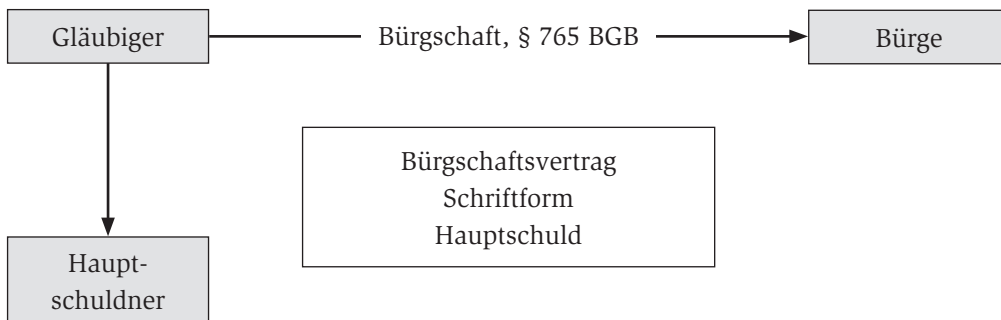 Gläubiger
Bürgschaft, § 765 BGB
Bürge
Bürgschaftsvertrag
Schriftform
Hauptschuld
Haupt-
schuldner